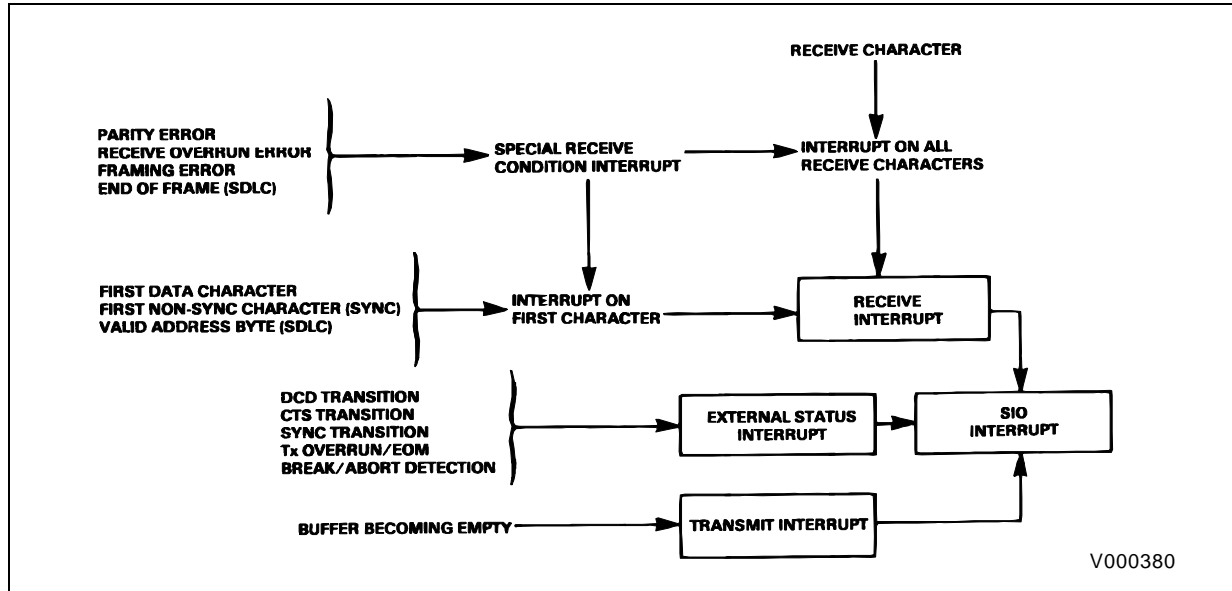 RECEIVE CHARACTER
PARITY ERROR
RECEIVE OVERRUN ERROR
FRAMING ERROR
END OF FRAME (SDLC)
SPECIAL RECEIVE
CONDITION INTERRUPT
INTERRUPT ON ALL
RECEIVE CHARACTERS
FIRST DATA CHARACTER
FIRST NON-SYNC CHARACTER (SYNC)
VALID ADDRESS BYTE (SDLC)
INTERRUPT ON
FIRST CHARACTER
RECEIVE
INTERRUPT
DCD TRANSITION
CTS TRANSITION
SYNC TRANSITION
Tx OVERRUN/EOM
BREAK/ABORT DETECTION
EXTERNAL STATUS
INTERRUPT
SIO
INTERRUPT
BUFFER BECOMING EMPTY
TRANSMIT INTERRUPT
V000380